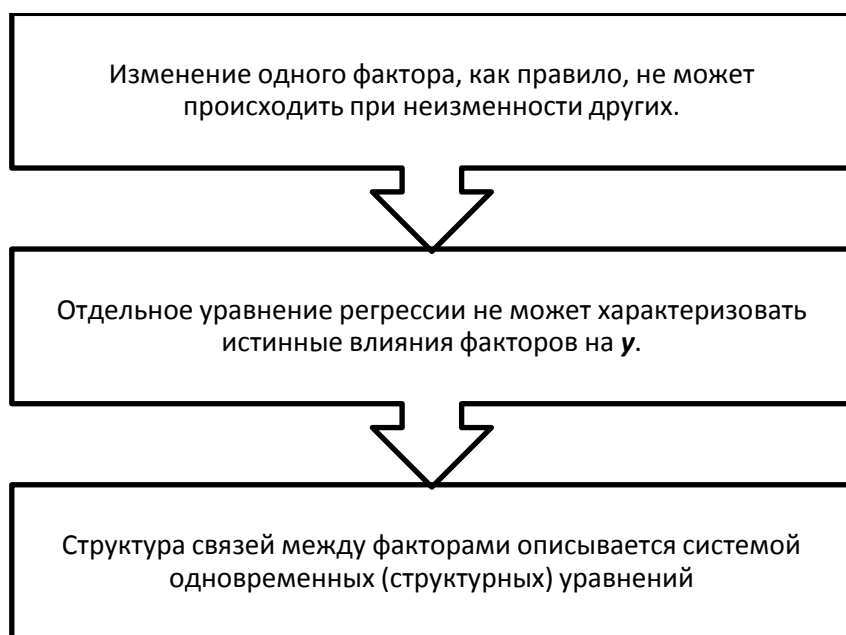 Изменение одного фактора, как правило, не может
происходить при неизменности других.
Отдельное уравнение регрессии не может характеризовать
истинные влияния факторов на y.
Структура связей между факторами описывается системой
одновременных (структурных) уравнений